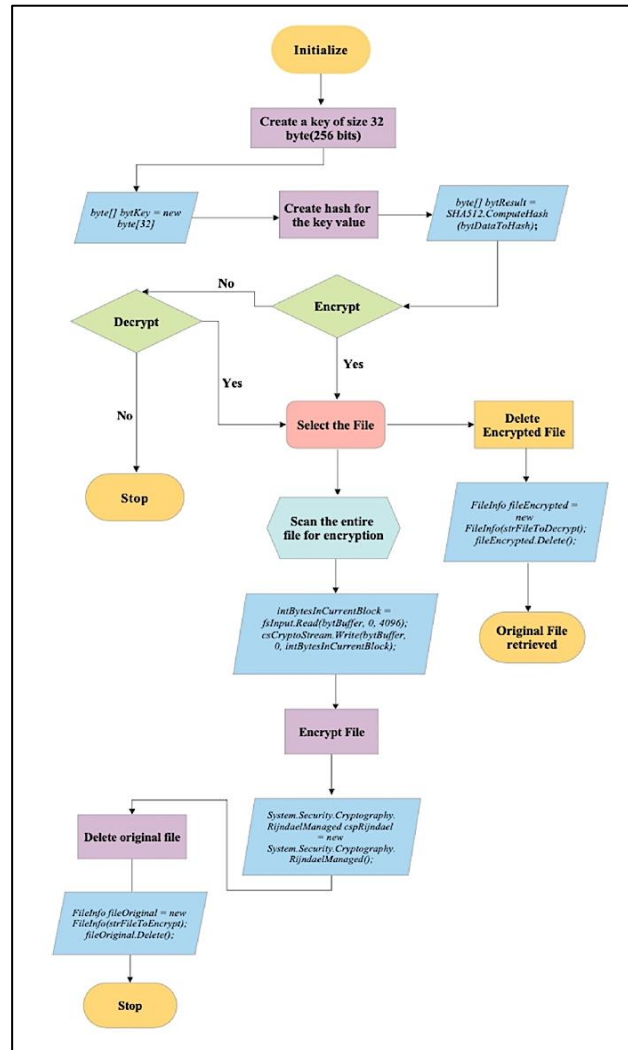 Initialize
Create a key of size 32
byte(256 bits)
byte[] bytKey = new
byte[32]
Create hash for
the key value
byte[] bytResult =
SHA512.ComputeHash
(bytDataToHash);
No
Encrypt
Decrypt
Yes
Yes
No
Select the File
Delete
Encrypted File
Stop
Scan the entire
file for encryption
FileInfo fileEncrypted =
new
FileInfo(strFileToDecrypt);
fileEncrypted.Delete();
intBytesInCurrentBlock =
fsInput.Read(bytBuffer, 0, 4096);
csCryptoStream.Write(bytBuffer,
0, intBytesInCurrentBlock);
Original File
retrieved
Encrypt File
System.Security.Cryptography.
RijndaelManaged cspRijndael
= new
System.Security.Cryptography.
RijndaelManaged();
Delete original file
FileInfo fileOriginal = new
FileInfo(strFileToEncrypt);
fileOriginal.Delete();
Stop